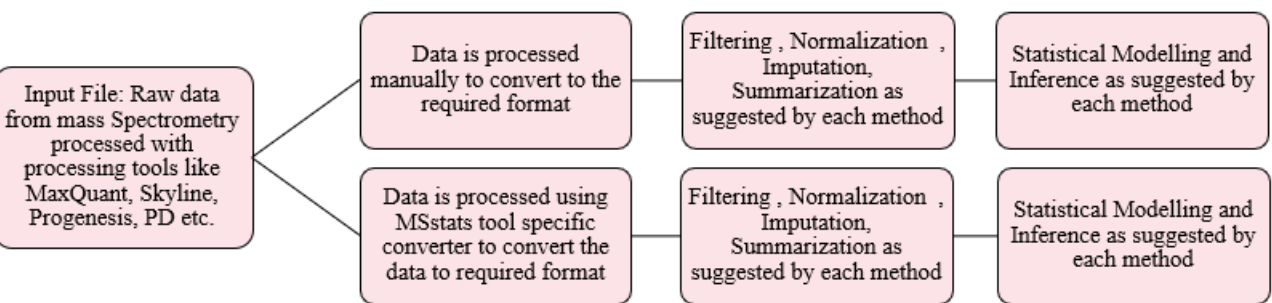 Input File: Raw data
from mass Spectrometry
processed with
processing tools like
MaxQuant, Skyline,
Progenesis, PD etc.
Data is processed
manually to convert to the
required format
Filtering , Normalization ,
Imputation,
Summarization as
suggested by each method
Statistical Modelling and
Inference as suggested by
each method
Data is processed using
MSstats tool specific
converter to convert the
data to required format
Filtering , Normalization ,
Imputation,
Summarization as
suggested by each method
Statistical Modelling and
Inference as suggested by
each method